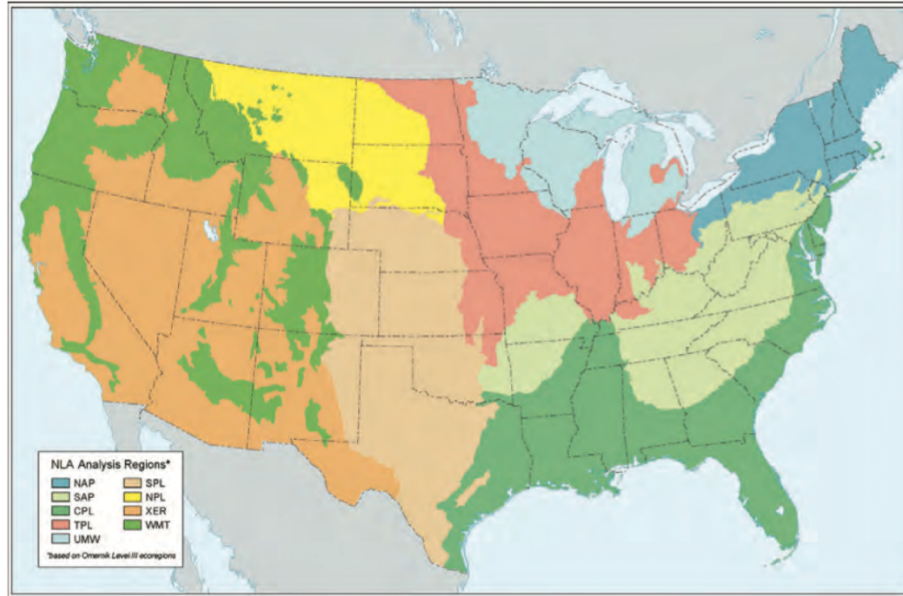 NLA Analysis Regions*
NAP
SAP
CPL
TPL
UMW
SPL
NPL
XER
WMT
*based on Omernik Level III ecoregions